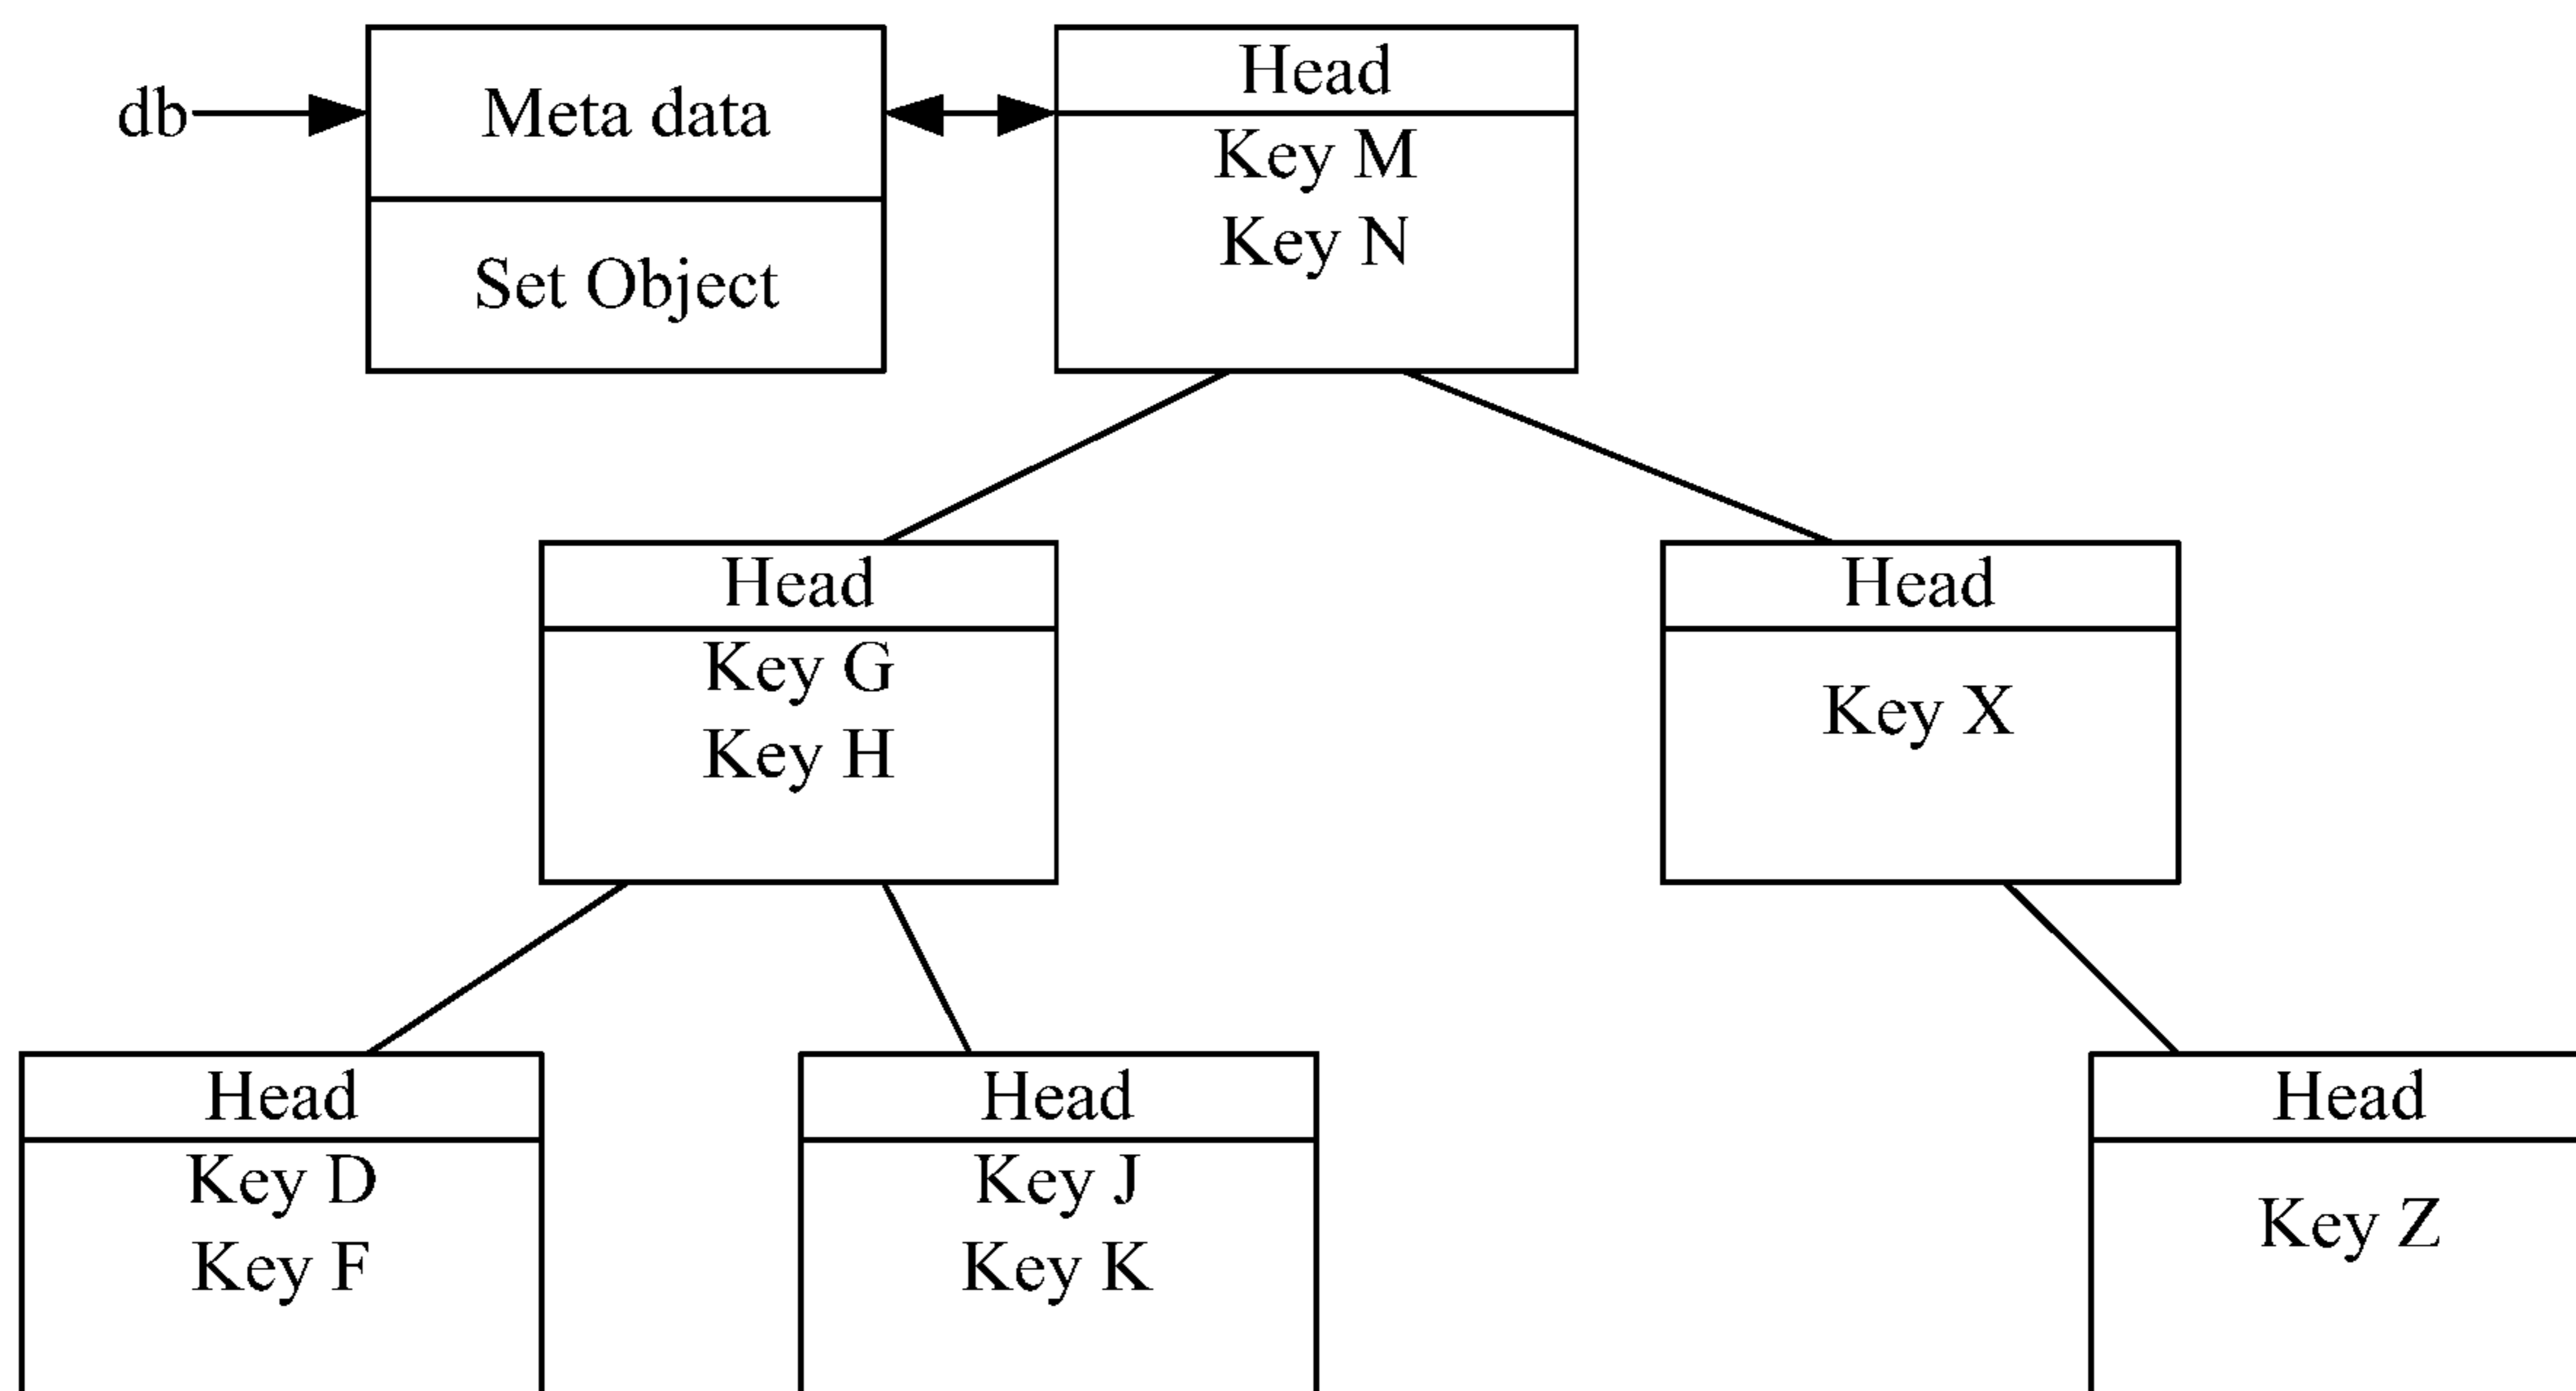 db
Meta data
Set Object
Head
Key M
Key N
Head
Key G
Key H
Head
Key X
Head
Key D
Key F
Head
Key J
Key K
Head
Key Z